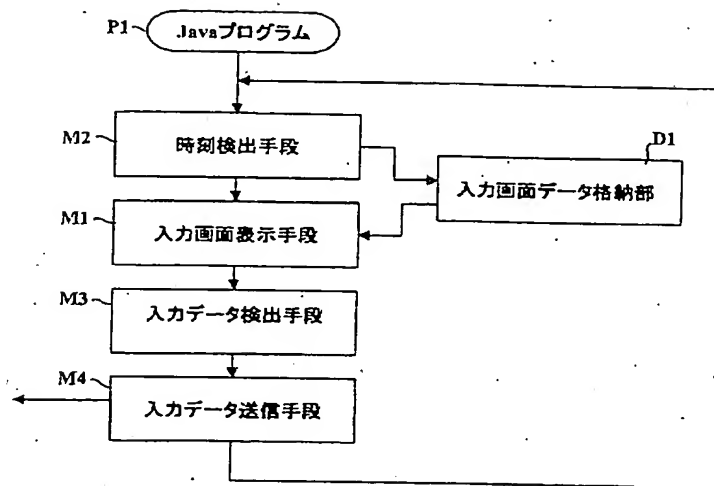 P1
Javaプログラム
M2
時刻検出手段
D1
入力画面データ格納部
M1
入力画面表示手段
M3
入力データ検出手段
M4
入力データ送信手段